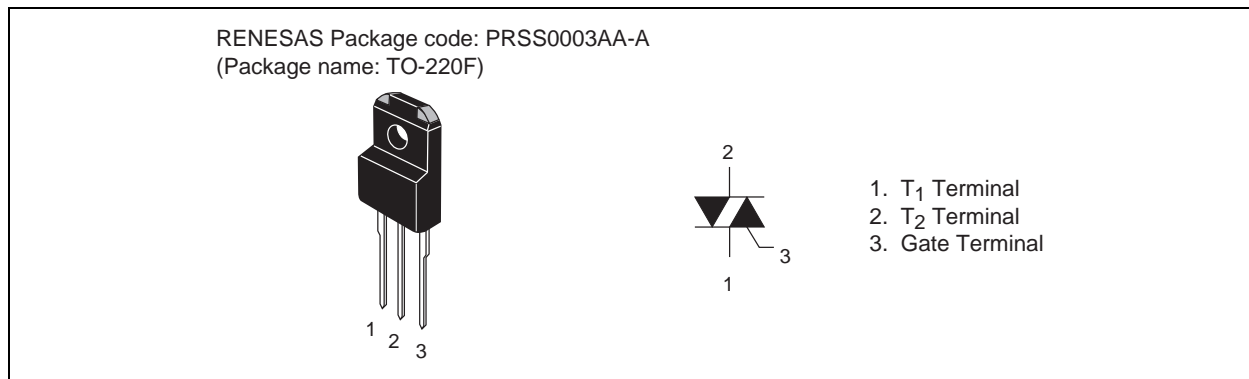 RENESAS Package code: PRSS0003AA-A
(Package name: TO-220F)
1
2
3
2
3
1
1. T1 Terminal
2. T2 Terminal
3. Gate Terminal